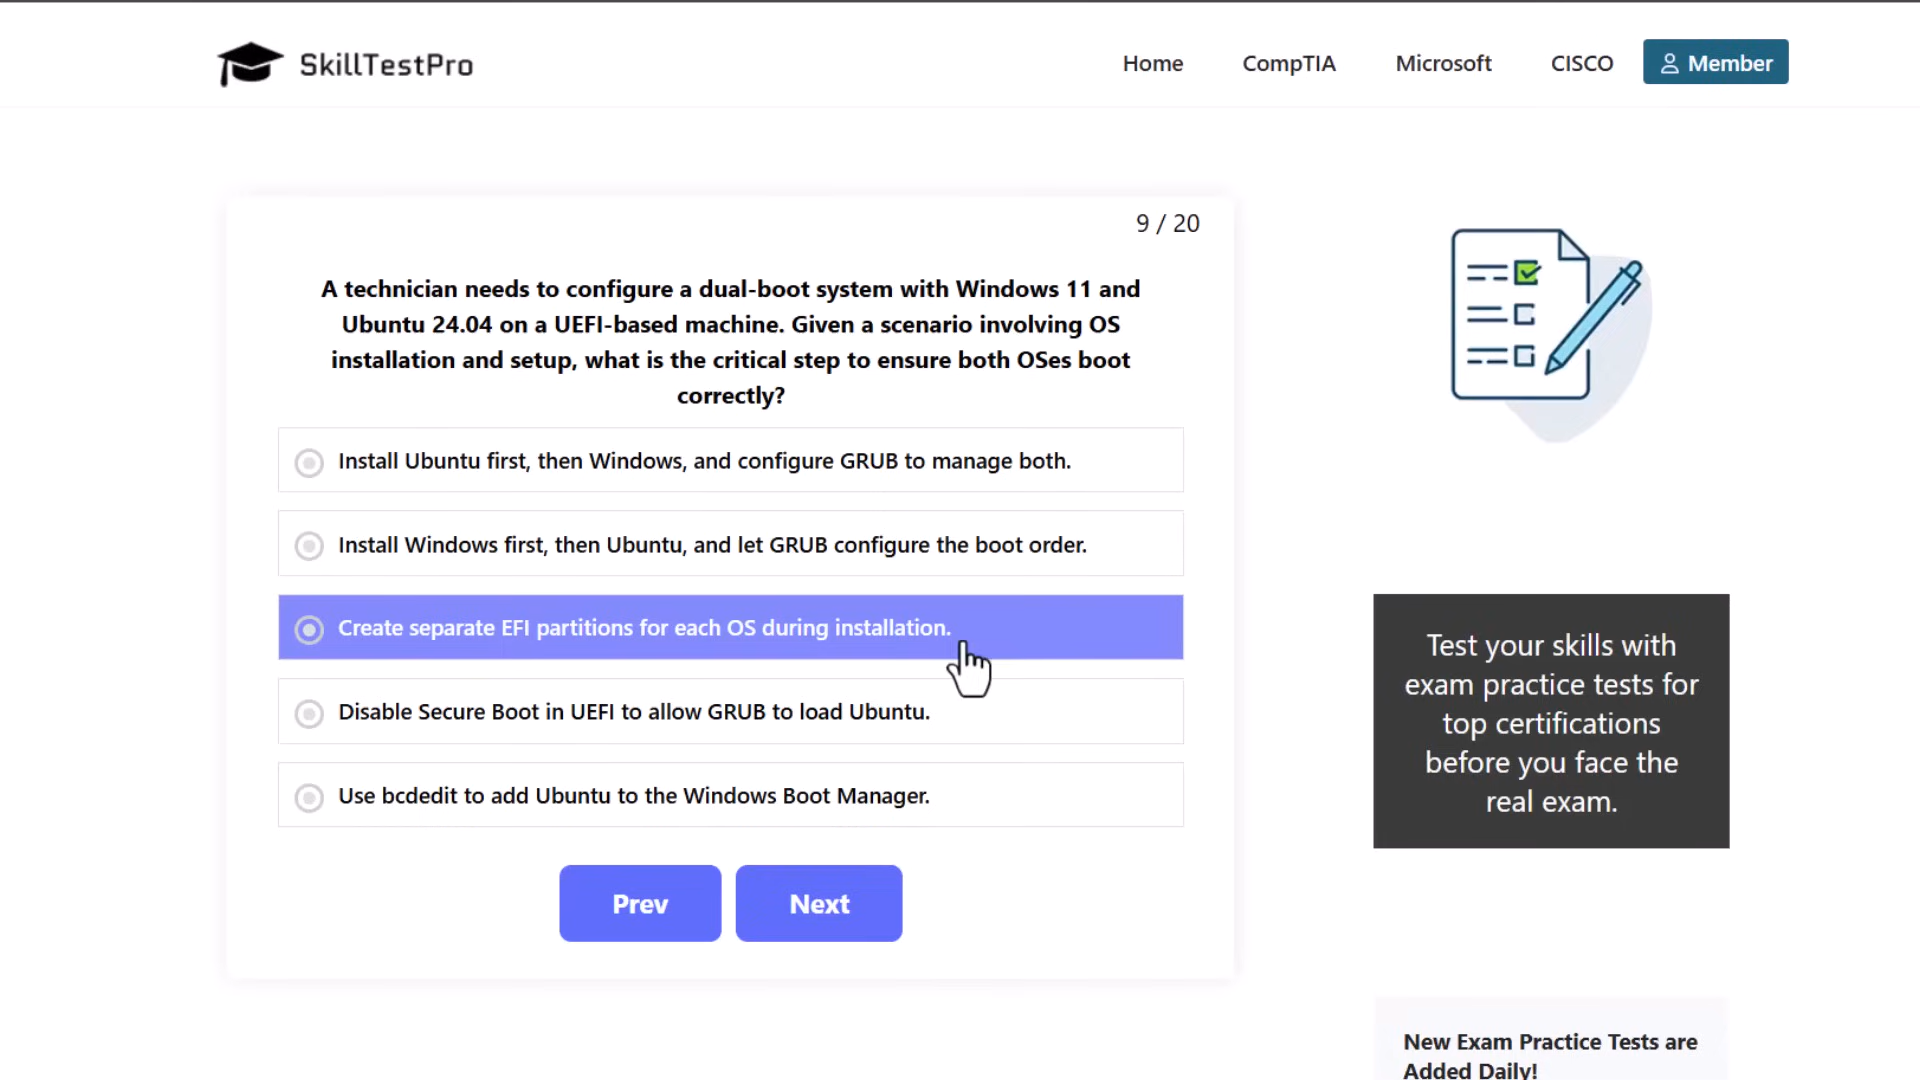 SkillTestPro
Home
CompTIA
Microsoft
CISCO
Member
9 / 20
A technician needs to configure a dual-boot system with Windows 11 and
Ubuntu 24.04 on a UEFI-based machine. Given a scenario involving OS
installation and setup, what is the critical step to ensure both OSes boot
correctly?
Install Ubuntu first, then Windows, and configure GRUB to manage both.
Install Windows first, then Ubuntu, and let GRUB configure the boot order.
Create separate EFI partitions for each OS during installation.
Disable Secure Boot in UEFI to allow GRUB to load Ubuntu.
Use bcdedit to add Ubuntu to the Windows Boot Manager.
Prev
Next
Test your skills with
exam practice tests for
top certifications
before you face the
real exam.
New Exam Practice Tests are
Added Daily!